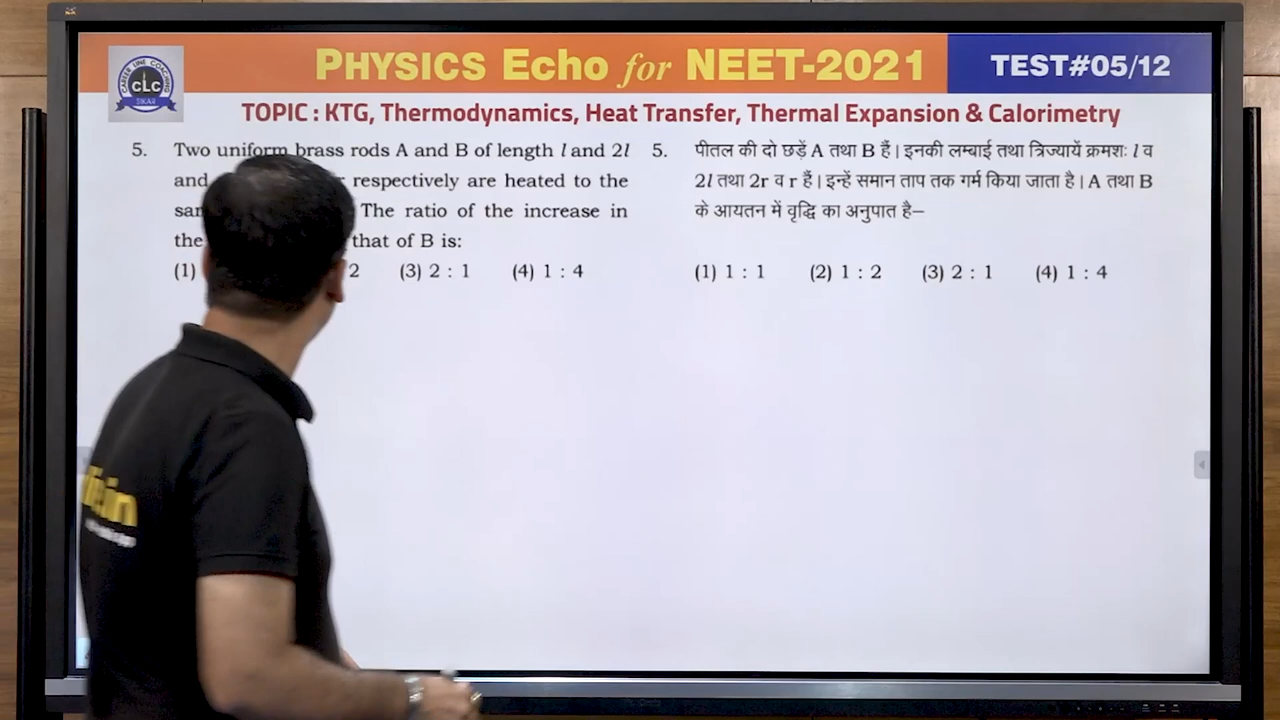 PHYSICS Echo for NEET-2021
TEST#05/12
CLC
SIKAR
TOPIC : KTG, Thermodynamics, Heat Transfer, Thermal Expansion & Calorimetry
5. Two uniform brass rods A and B of length l and 2l
and respectively are heated to the
The ratio of the increase in
the that of B is:
(1) 2 (3) 2 : 1 (4) 1 : 4
5. पीतल की दो छड़ें A तथा B हैं। इनकी लम्बाई तथा त्रिज्यायें क्रमशः l व
2l तथा 2r व r हैं। इन्हें समान ताप तक गर्म किया जाता है। A तथा B
के आयतन में वृद्धि का अनुपात है–
(1) 1 : 1 (2) 1 : 2 (3) 2 : 1 (4) 1 : 4